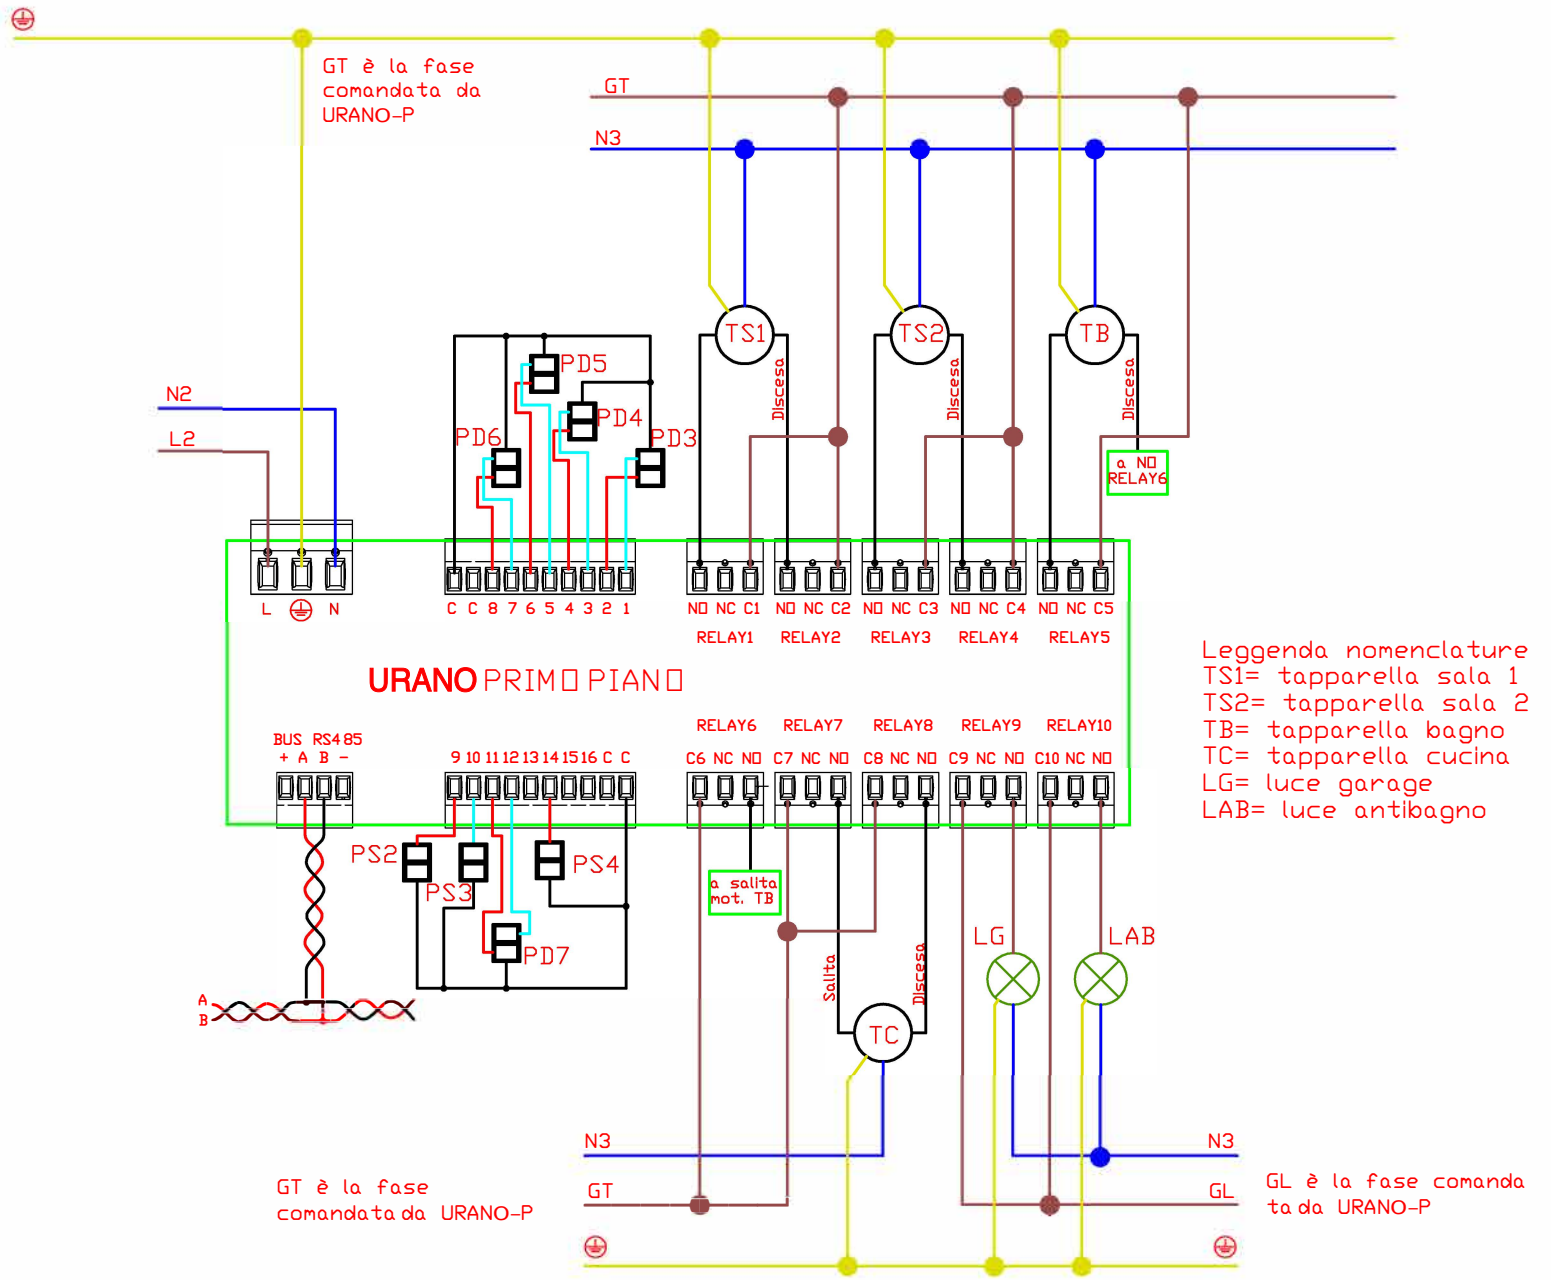 GT è la fase
comandata da
URANO-P
GT
N3
TS1
TS2
TB
Discesa
Discesa
Discesa
PD5
PD4
PD6
PD3
N2
L2
a NO
RELAY6
L
N
C C 8 7 6 5 4 3 2 1
NO NC C1
NO NC C2
NO NC C3
NO NC C4
NO NC C5
RELAY1
RELAY2
RELAY3
RELAY4
RELAY5
URANO PRIMO PIANO
Leggenda nomenclature
TS1= tapparella sala 1
TS2= tapparella sala 2
TB= tapparella bagno
TC= tapparella cucina
LG= luce garage
LAB= luce antibagno
RELAY6
RELAY7
RELAY8
RELAY9
RELAY10
BUS RS485
+ A B -
9 10 11 12 13 14 15 16 C C
C6 NC NO
C7 NC NO
C8 NC NO
C9 NC NO
C10 NC NO
PS2
PS3
PS4
PD7
a salita
mot. TB
LG
LAB
Salita
Discesa
A
B
TC
N3
N3
GT è la fase
comandata da URANO-P
GT
GL
GL è la fase comanda
ta da URANO-P